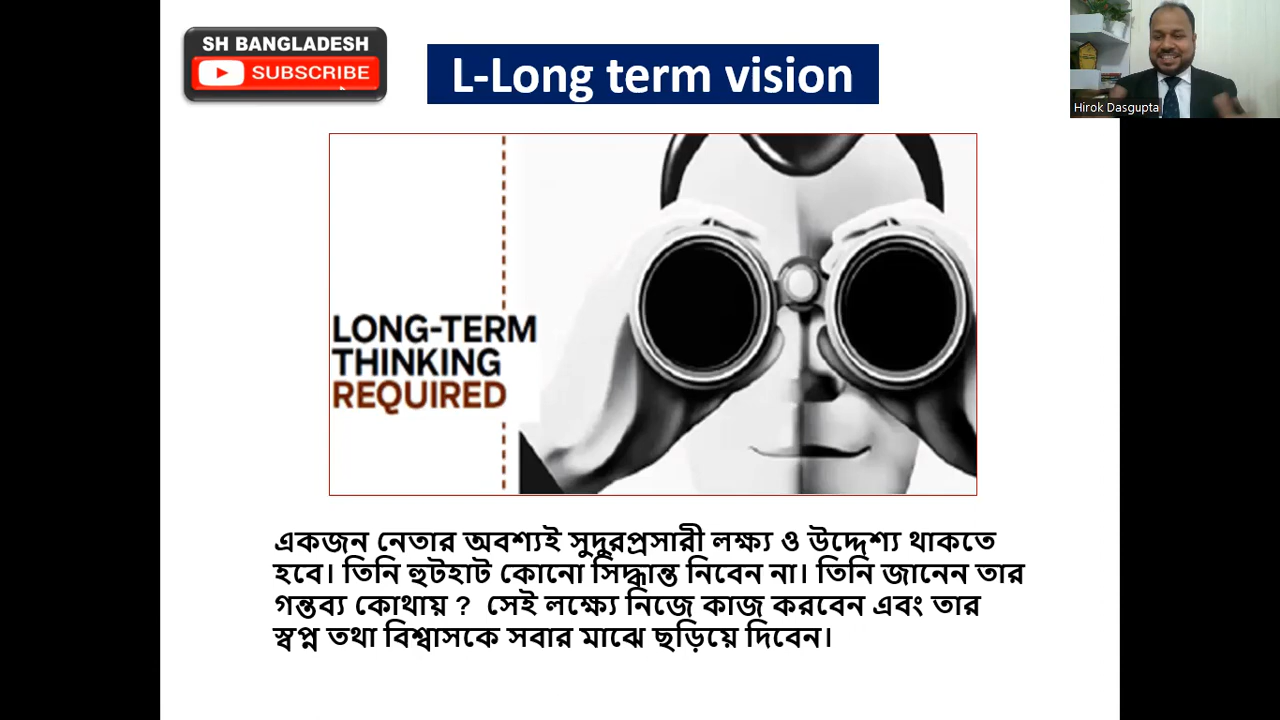 SH BANGLADESH
SUBSCRIBE
L-Long term vision
Hirok Dasgupta
LONG-TERM
THINKING
REQUIRED
একজন নেতার অবশ্যই সুদুরপ্রসারী লক্ষ্য ও উদ্দেশ্য থাকতে
হবে। তিনি হুটহাট কোনো সিদ্ধান্ত নিবেন না। তিনি জানেন তার
গন্তব্য কোথায় ? সেই লক্ষ্যে নিজে কাজ করবেন এবং তার
স্বপ্ন তথা বিশ্বাসকে সবার মাঝে ছড়িয়ে দিবেন।